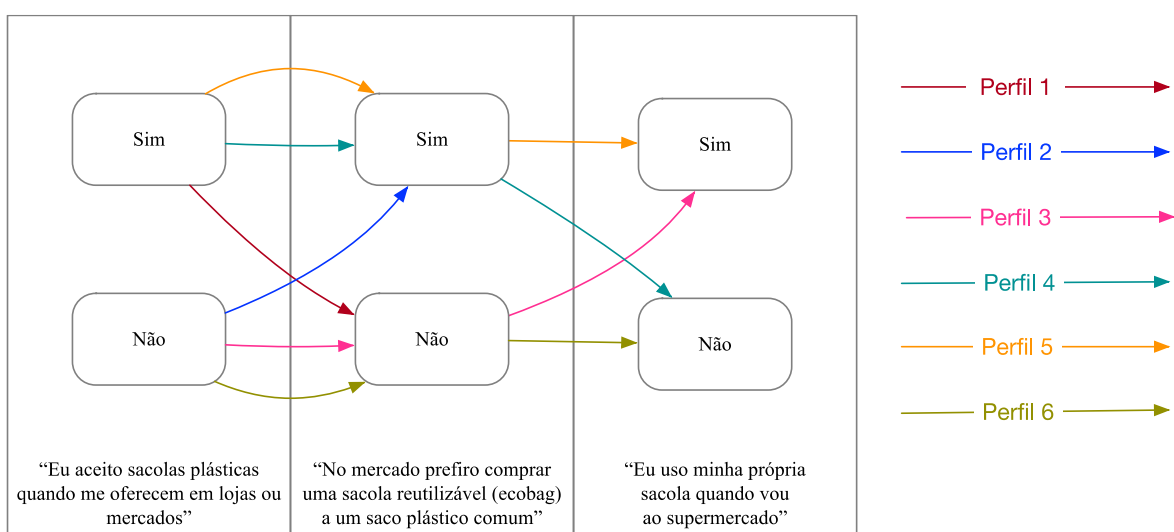 Sim
Sim
Sim
Não
Não
Não
“Eu aceito sacolas plásticas
quando me oferecem em lojas ou
mercados”
“No mercado prefiro comprar
uma sacola reutilizável (ecobag)
a um saco plástico comum”
“Eu uso minha própria
sacola quando vou
ao supermercado”
Perfil 1
Perfil 2
Perfil 3
Perfil 4
Perfil 5
Perfil 6